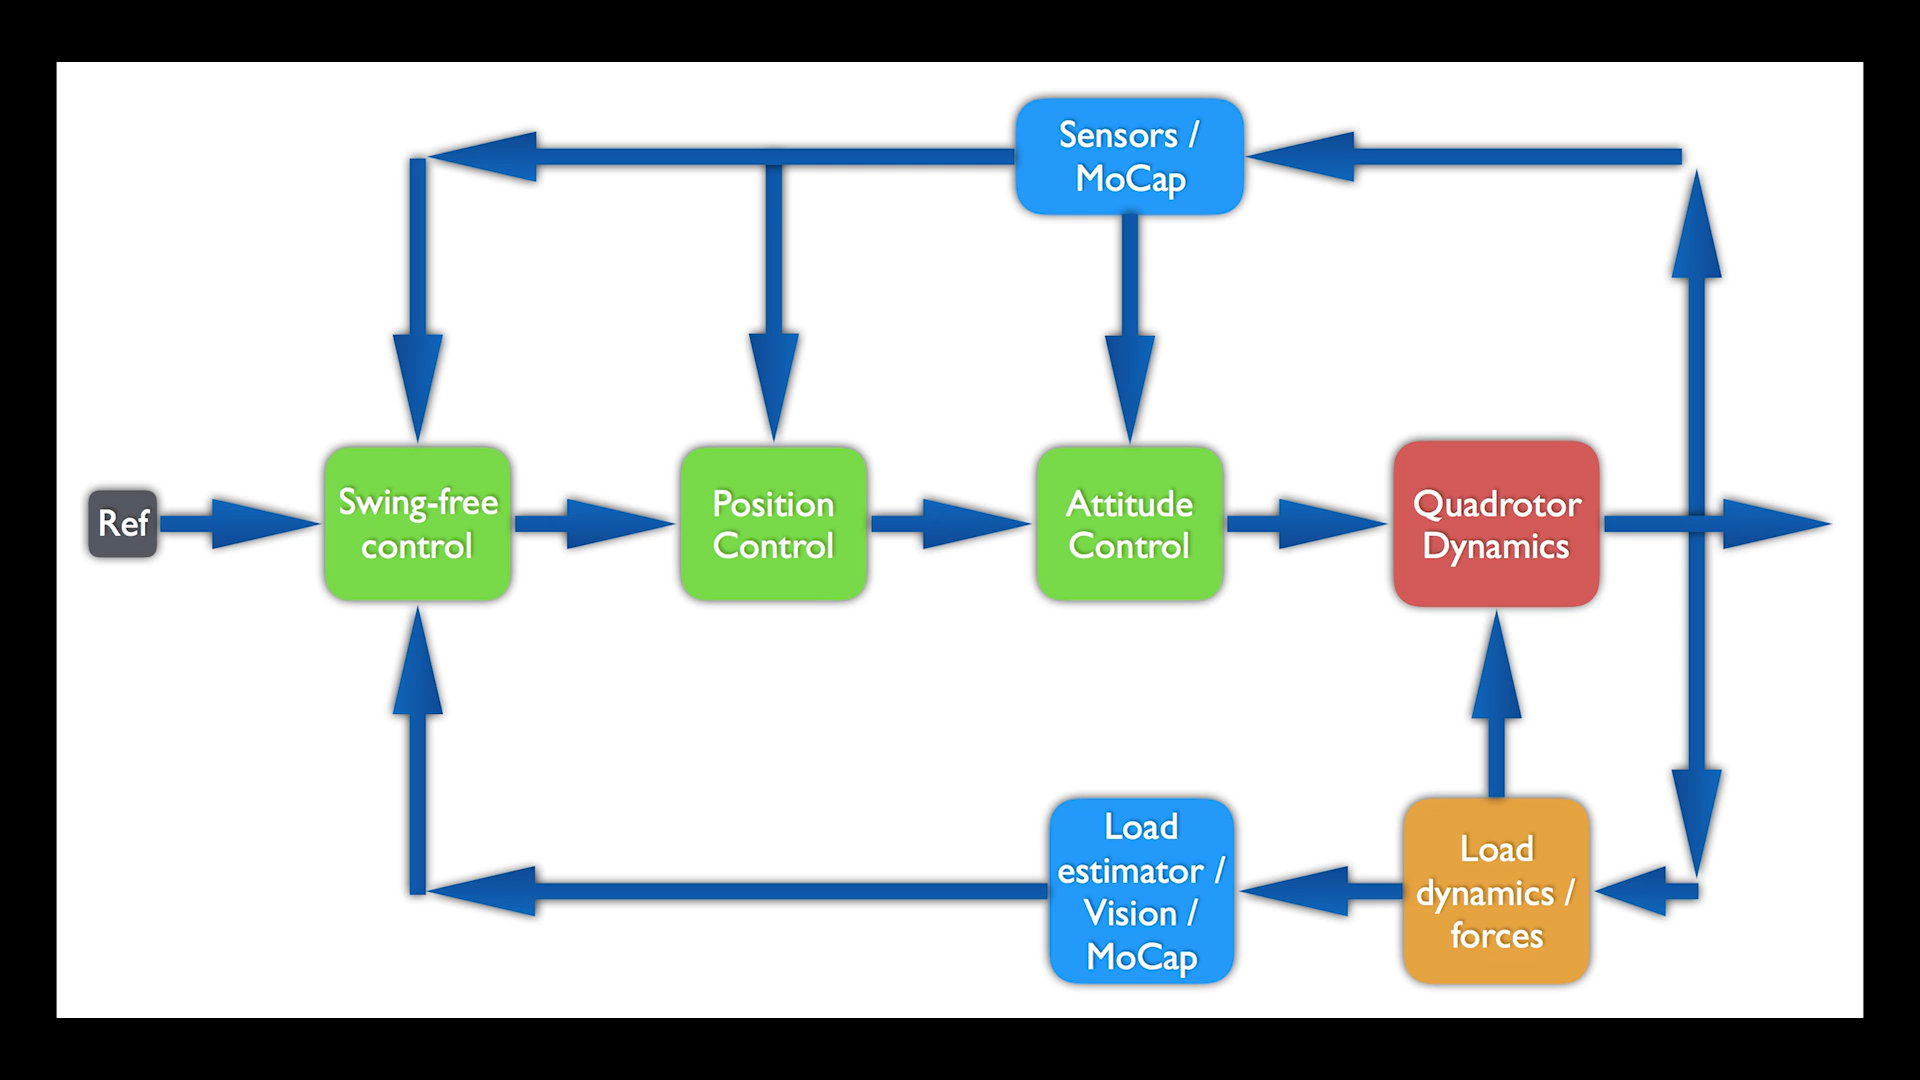 Sensors /
MoCap
Ref
Swing-free
control
Position
Control
Attitude
Control
Quadrotor
Dynamics
Load
estimator /
Vision /
MoCap
Load
dynamics /
forces